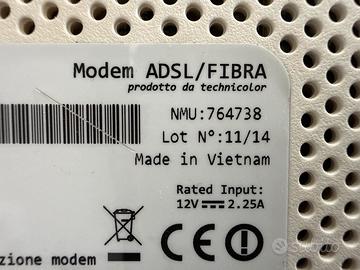 Modem ADSL/FIBRA
prodotto da technicolor
NMU:764738
Lot N°:11/14
Made in Vietnam
Rated Input:
12V ⎓ 2.25A
CE
zione modem
Subito